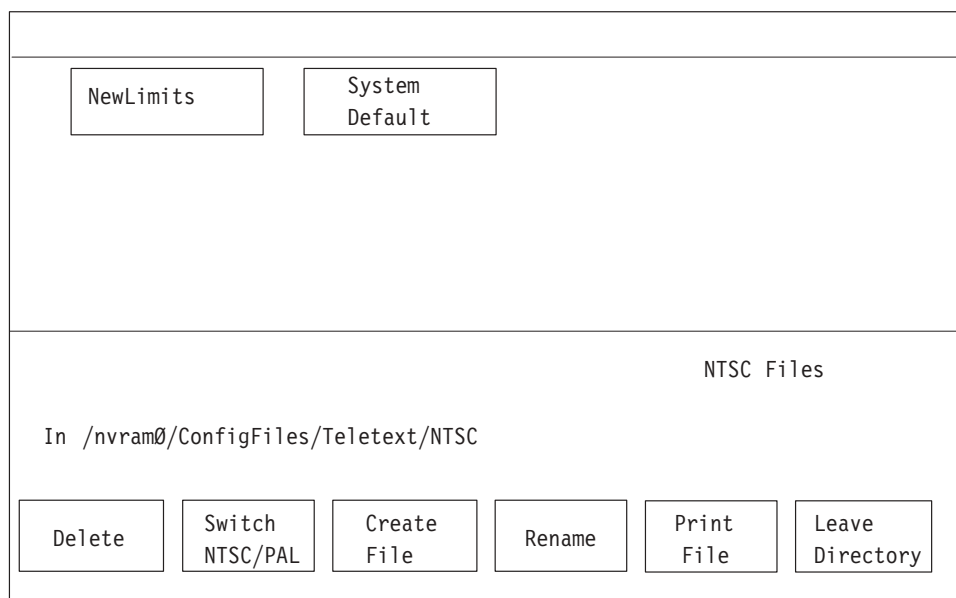 NewLimits
System
Default
NTSC Files
In /nvramØ/ConfigFiles/Teletext/NTSC
Delete
Switch
NTSC/PAL
Create
File
Rename
Print
File
Leave
Directory